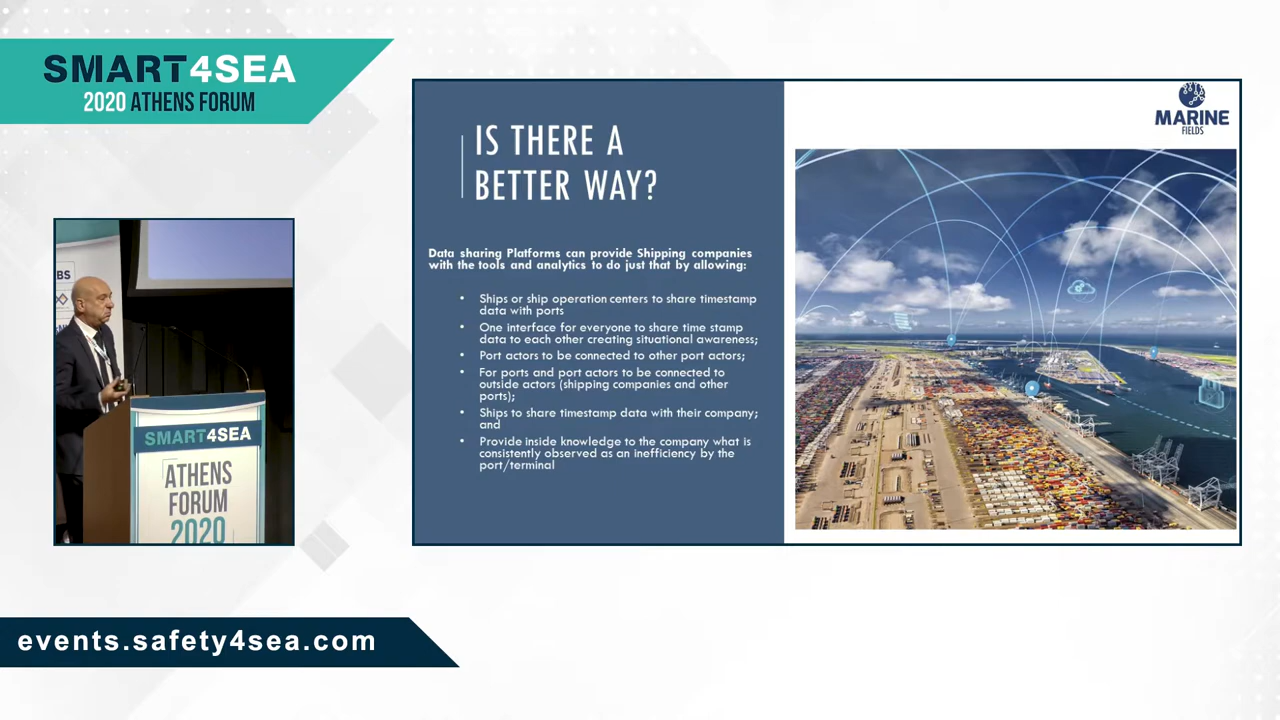 SMART4SEA
2020 ATHENS FORUM
IS THERE A
BETTER WAY?
MARINE
FIELDS
Data sharing Platforms can provide Shipping companies
with the tools and analytics to do just that by allowing:
• Ships or ship operation centers to share timestamp
data with ports
• One interface for everyone to share time stamp
data to each other creating situational awareness;
• Port actors to be connected to other port actors;
• For ports and port actors to be connected to
outside actors (shipping companies and other
ports);
• Ships to share timestamp data with their company;
and
• Provide inside knowledge to the company what is
consistently observed as an inefficiency by the
port/terminal
SMART4SEA
ATHENS
FORUM
2020
events.safety4sea.com